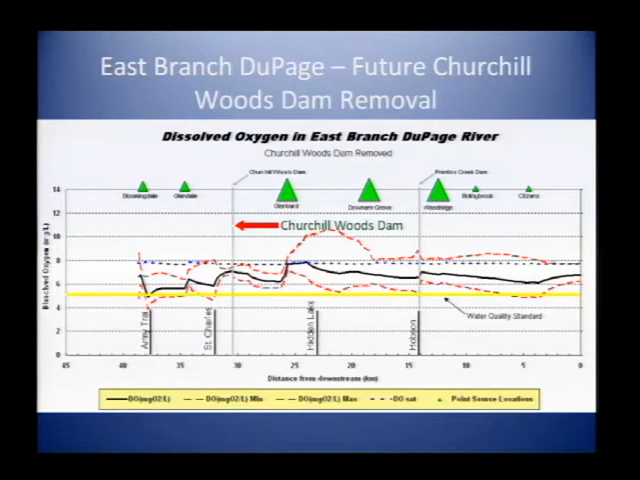 East Branch DuPage – Future Churchill
Woods Dam Removal
Dissolved Oxygen in East Branch DuPage River
Churchill Woods Dam Removed
Churchill Woods Dam
Prentiss Creek Dam
Bloomingdale
Glendale
Glenbard
Downers Grove
Woodridge
Bolingbrook
Citizens
Churchill Woods Dam
Dissolved Oxygen (mg/L)
14
12
10
8
6
4
2
0
Army Trail
St. Charles
Hidden Lake
Hobson
Water Quality Standard
45 40 35 30 25 20 15 10 5 0
Distance from downstream (km)
DO(mgO2/L) DO(mgO2/L) Min DO(mgO2/L) Max DO sat Point Source Locations